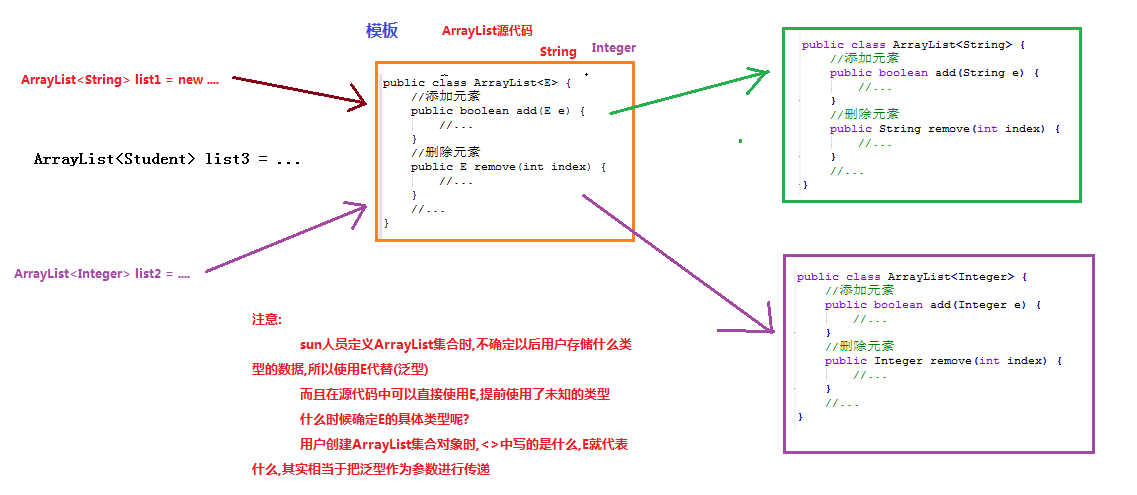 模板
ArrayList源代码
String
Integer
ArrayList<String> list1 = new ....
ArrayList<Student> list3 = ...
ArrayList<Integer> list2 = ....
public class ArrayList<E> {
//添加元素
public boolean add(E e) {
//...
}
//删除元素
public E remove(int index) {
//...
}
//...
}
public class ArrayList<String> {
//添加元素
public boolean add(String e) {
//...
}
//删除元素
public String remove(int index) {
//...
}
//...
}
public class ArrayList<Integer> {
//添加元素
public boolean add(Integer e) {
//...
}
//删除元素
public Integer remove(int index) {
//...
}
//...
}
注意:
sun人员定义ArrayList集合时,不确定以后用户存储什么类
型的数据,所以使用E代替(泛型)
而且在源代码中可以直接使用E,提前使用了未知的类型
什么时候确定E的具体类型呢?
用户创建ArrayList集合对象时,<>中写的是什么,E就代表
什么,其实相当于把泛型作为参数进行传递